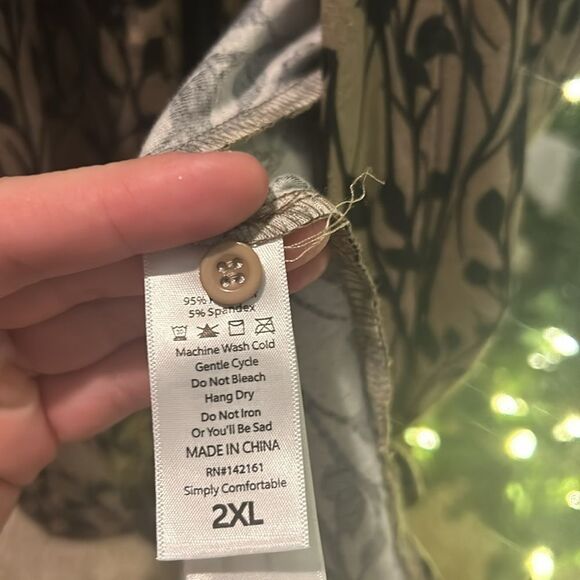 95%
5% Spandex
Machine Wash Cold
Gentle Cycle
Do Not Bleach
Hang Dry
Do Not Iron
Or You'll Be Sad
MADE IN CHINA
RN#142161
Simply Comfortable
2XL